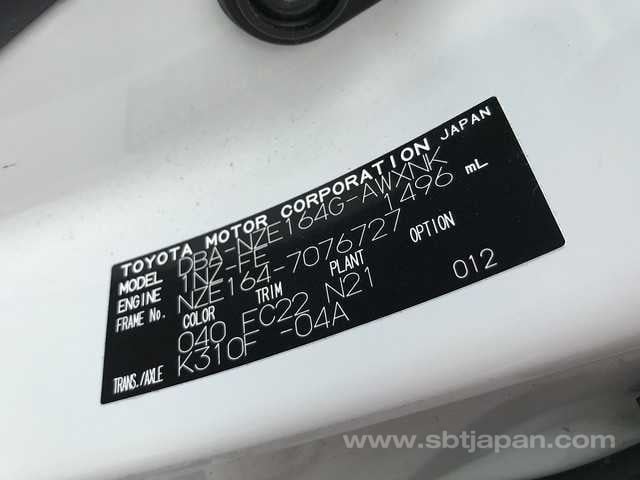 TOYOTA MOTOR CORPORATION JAPAN
MODEL DBA-NZE164G-AWXNK
ENGINE 1NZ-FE 1496 mL
FRAME No. NZE164-7076727
COLOR TRIM PLANT OPTION
040 FC22 N21 012
TRANS./AXLE K310F -04A
www.sbtjapan.com